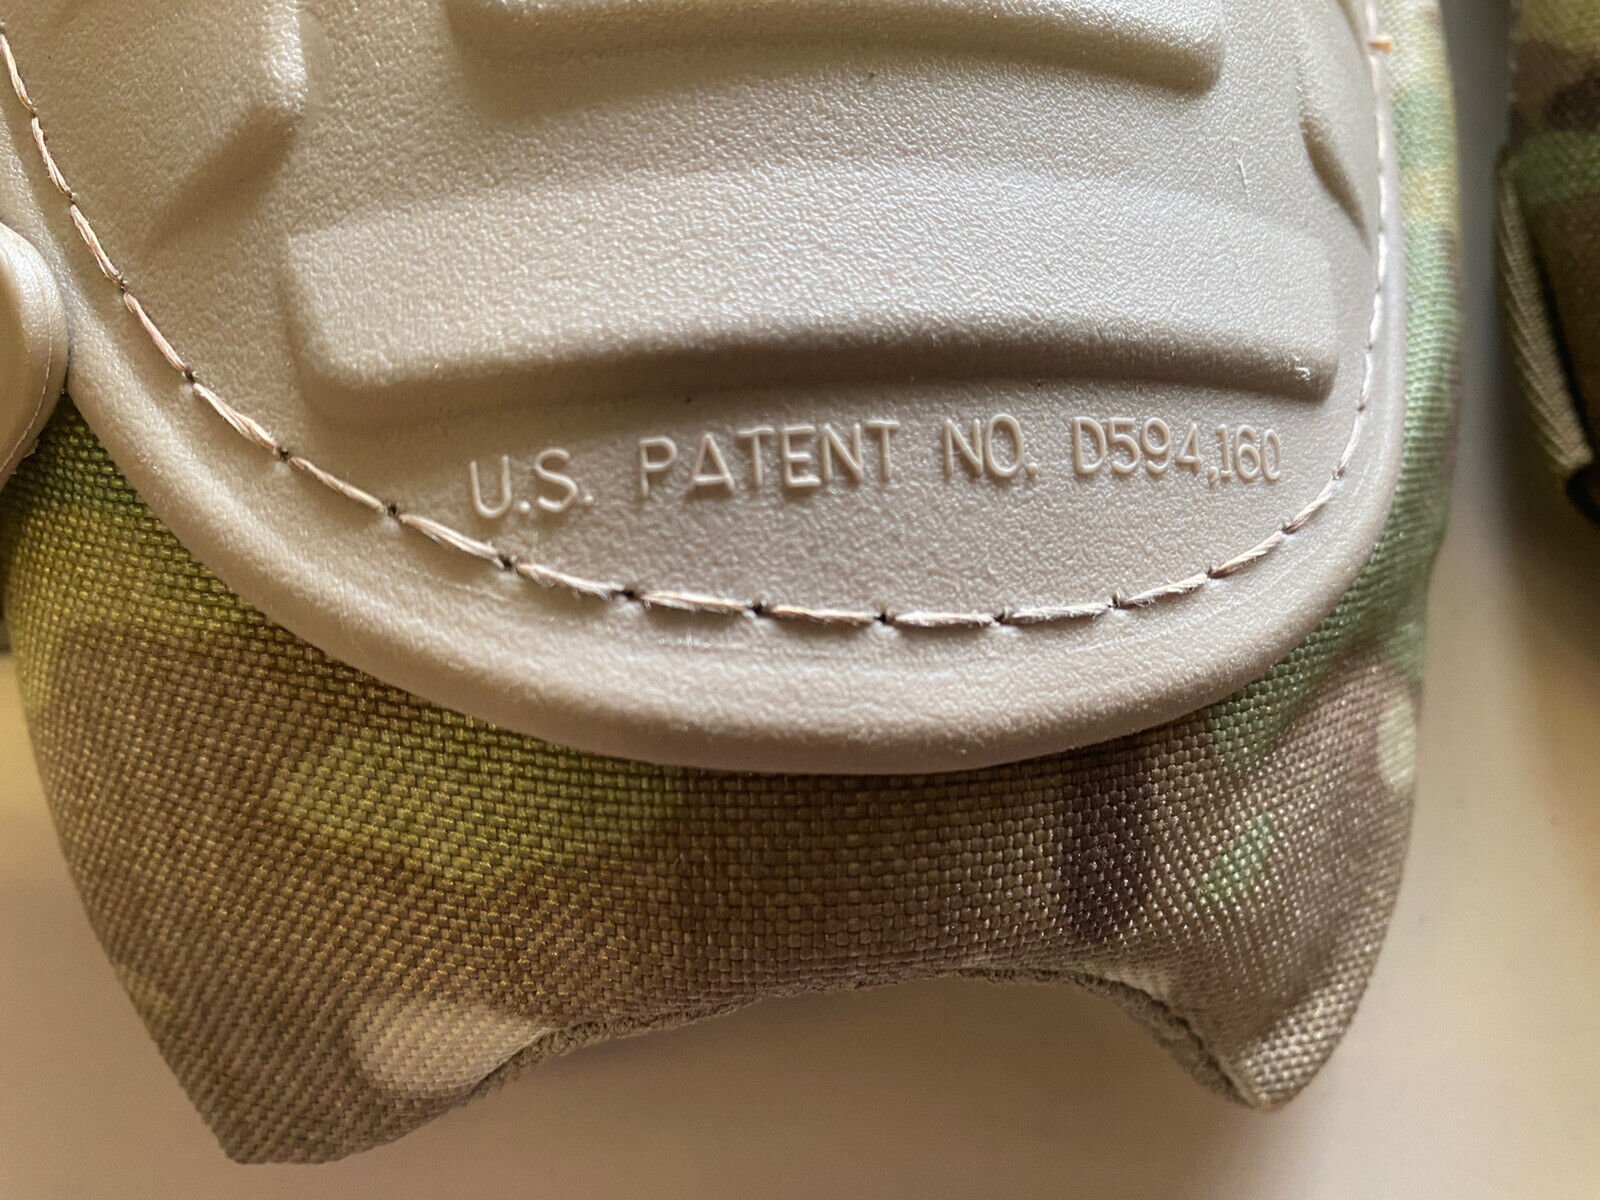 U.S. PATENT NO. D594,160